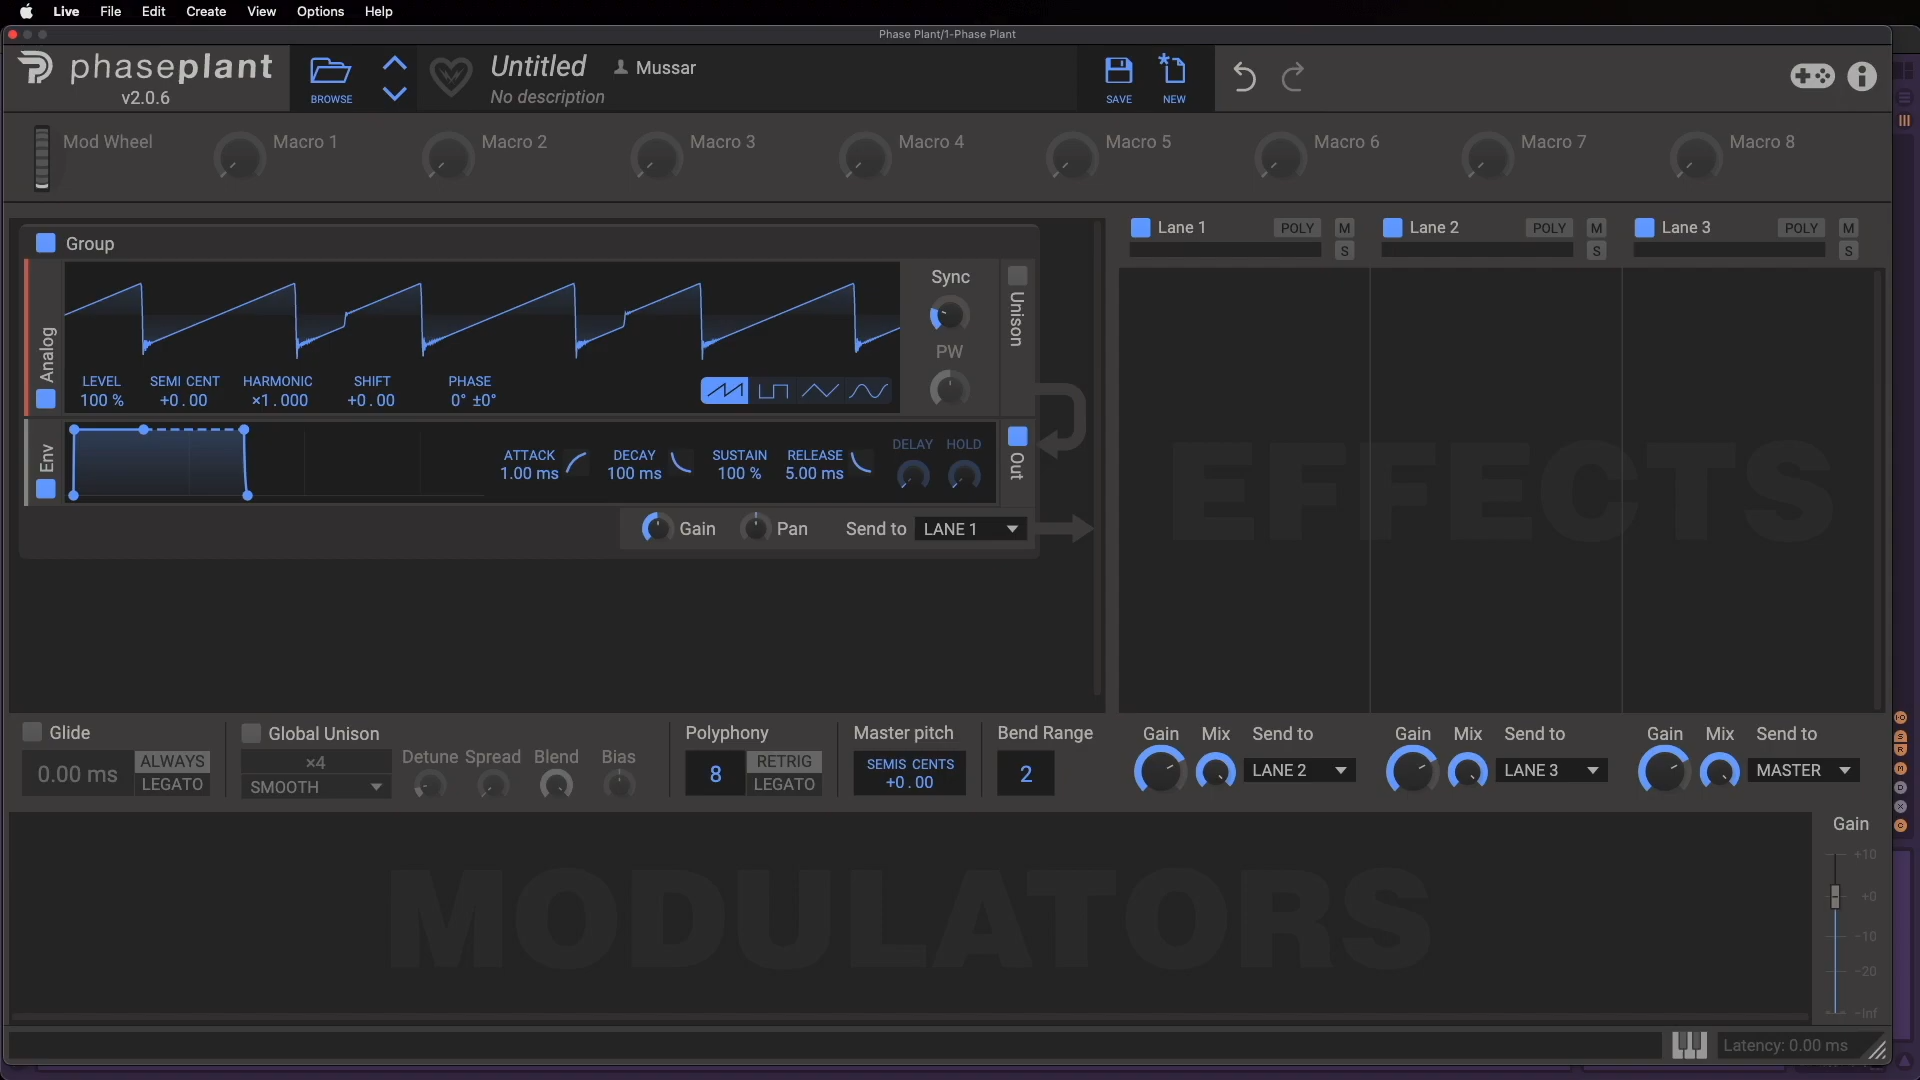 Live File Edit Create View Options Help
Phase Plant/1-Phase Plant
phaseplant
v2.0.6
BROWSE
Untitled Mussar
No description
SAVE NEW
Mod Wheel Macro 1 Macro 2 Macro 3 Macro 4 Macro 5 Macro 6 Macro 7 Macro 8
Group
Analog
LEVEL SEMI CENT HARMONIC SHIFT PHASE
100 % +0.00 ×1.000 +0.00 0° ±0°
Sync
PW
Unison
Env
ATTACK DECAY SUSTAIN RELEASE DELAY HOLD
1.00 ms 100 ms 100 % 5.00 ms
Out
Gain Pan Send to LANE 1
Lane 1 POLY M Lane 2 POLY M Lane 3 POLY M
S S S
EFFECTS
Glide
0.00 ms ALWAYS
LEGATO
Global Unison
×4
SMOOTH
Detune Spread Blend Bias
Polyphony
8 RETRIG
LEGATO
Master pitch
SEMIS CENTS
+0.00
Bend Range
2
Gain Mix Send to Gain Mix Send to Gain Mix Send to
LANE 2 LANE 3 MASTER
MODULATORS
Gain
+10
+0
-10
-20
-Inf
Latency: 0.00 ms